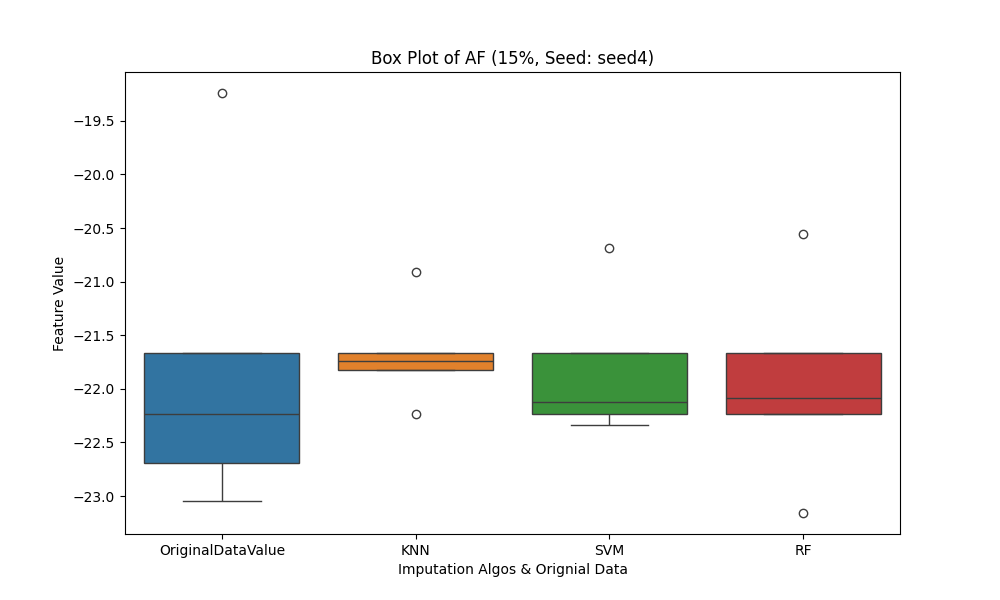 Box Plot of AF (15%, Seed: seed4)
Feature Value
−19.5
−20.0
−20.5
−21.0
−21.5
−22.0
−22.5
−23.0
OriginalDataValue KNN SVM RF
Imputation Algos & Orignial Data